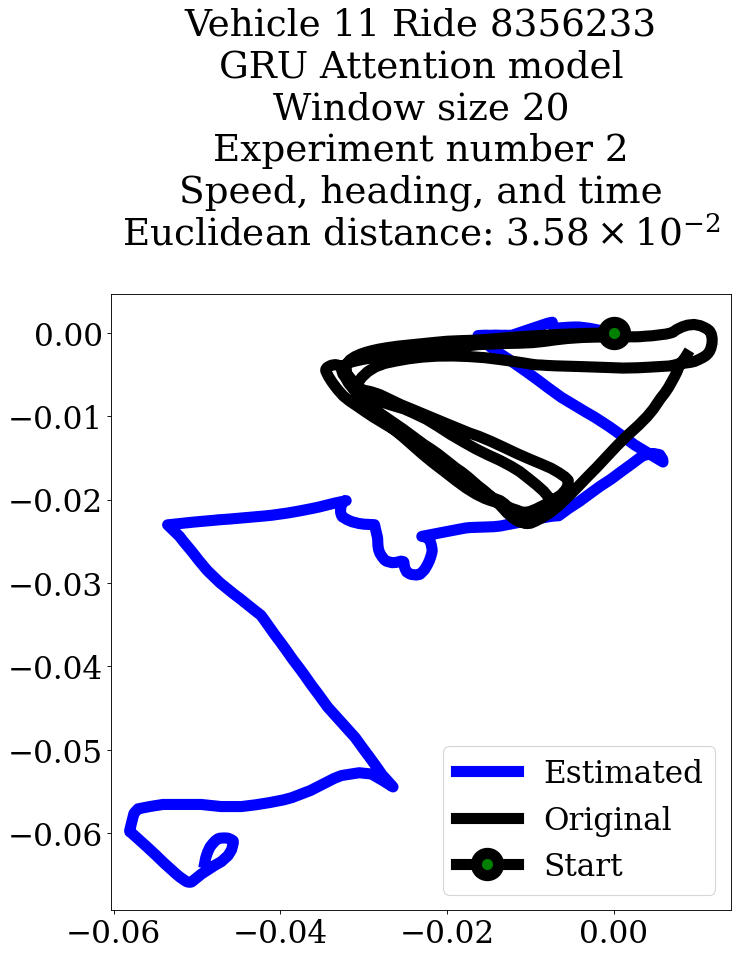 Vehicle 11 Ride 8356233
GRU Attention model
Window size 20
Experiment number 2
Speed, heading, and time
Euclidean distance: 3.58 × 10⁻²
0.00
−0.01
−0.02
−0.03
−0.04
−0.05
−0.06
Estimated
Original
Start
−0.06 −0.04 −0.02 0.00